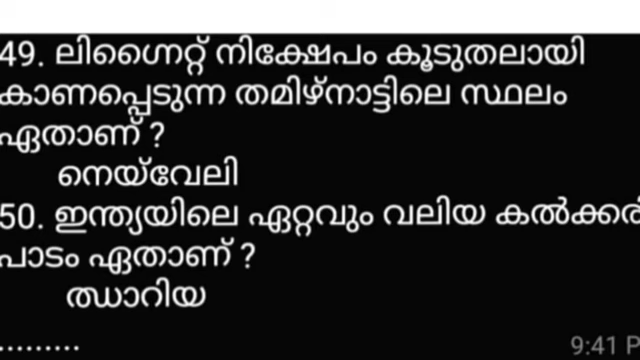 49. ലിഗ്നൈറ്റ് നിക്ഷേപം കൂടുതലായി
കാണപ്പെടുന്ന തമിഴ്നാട്ടിലെ സ്ഥലം
ഏതാണ് ?
നെയ്‌വേലി
50. ഇന്ത്യയിലെ ഏറ്റവും വലിയ കൽക്കരി
പാടം ഏതാണ് ?
ഝാറിയ
.........
9:41 P